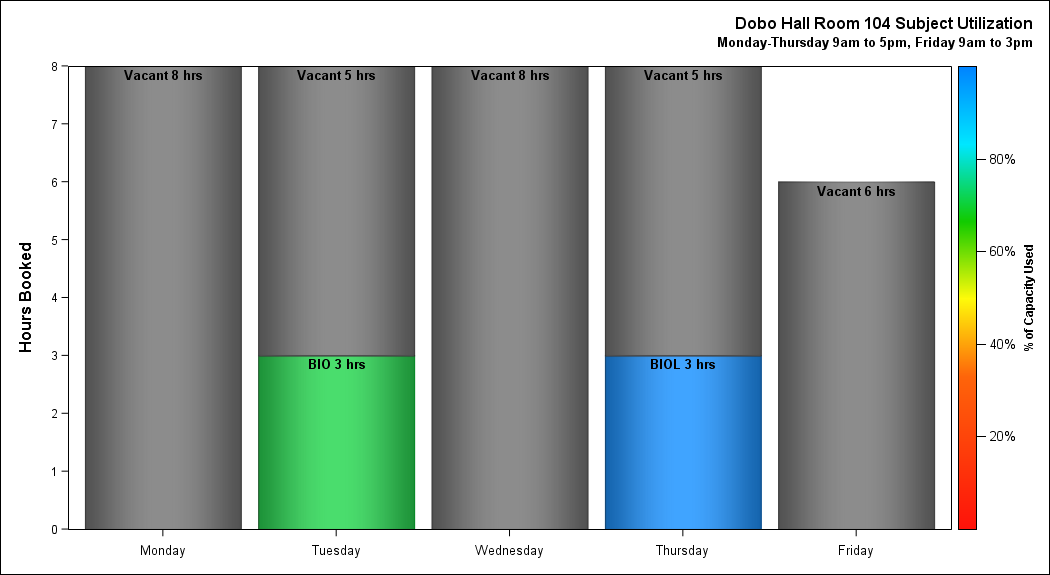 Dobo Hall Room 104 Subject Utilization
Monday-Thursday 9am to 5pm, Friday 9am to 3pm
Hours Booked
8
7
6
5
4
3
2
1
0
Vacant 8 hrs
Vacant 5 hrs
Vacant 8 hrs
Vacant 5 hrs
Vacant 6 hrs
BIO 3 hrs
BIOL 3 hrs
Monday
Tuesday
Wednesday
Thursday
Friday
80%
60%
40%
20%
% of Capacity Used